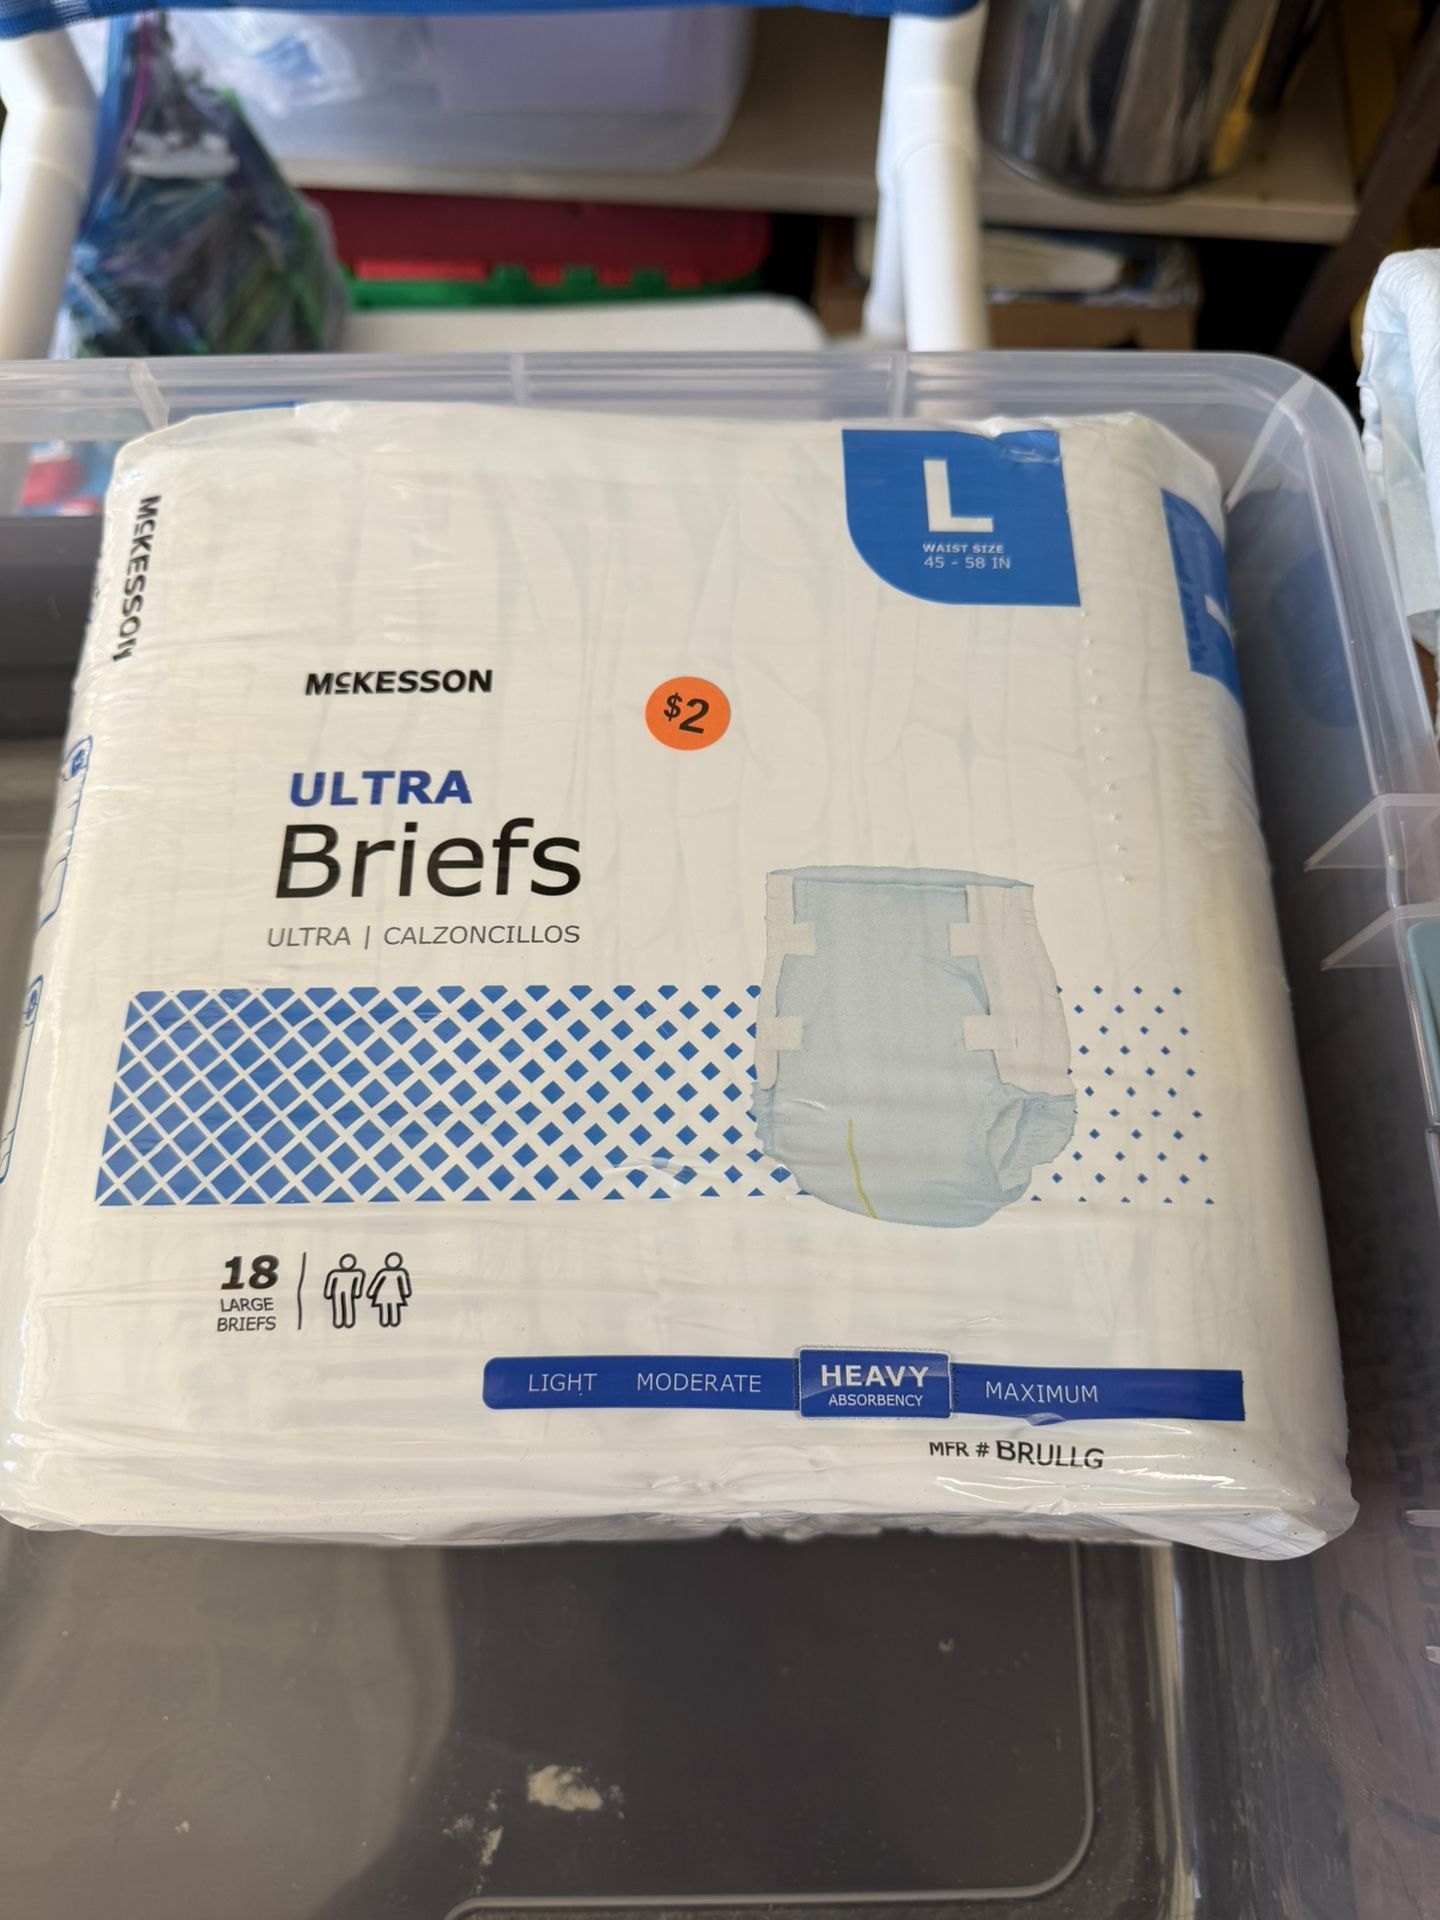 L
WAIST SIZE
45 - 58 IN
McKESSON
McKESSON
$2
ULTRA
Briefs
ULTRA | CALZONCILLOS
18
LARGE
BRIEFS
LIGHT MODERATE HEAVY ABSORBENCY MAXIMUM
MFR # BRULLG